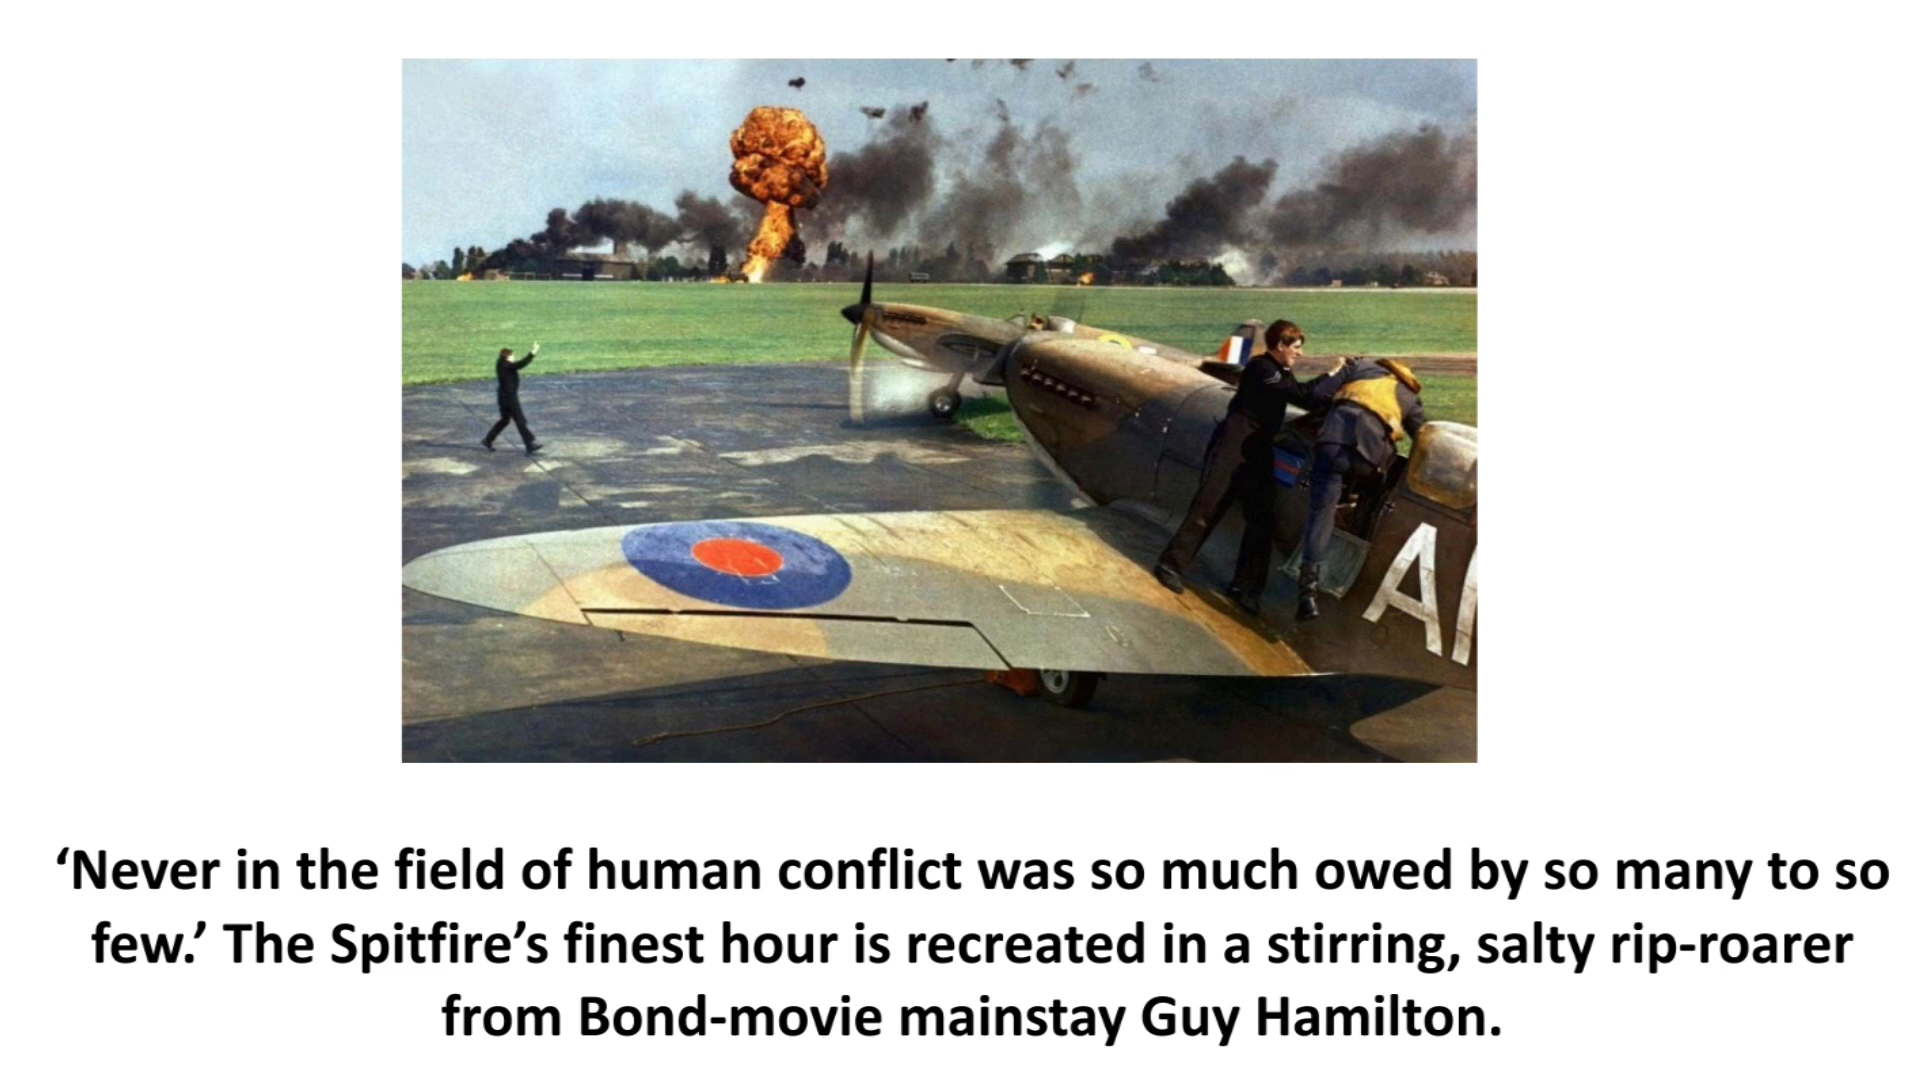 A
‘Never in the field of human conflict was so much owed by so many to so
few.’ The Spitfire’s finest hour is recreated in a stirring, salty rip-roarer
from Bond-movie mainstay Guy Hamilton.